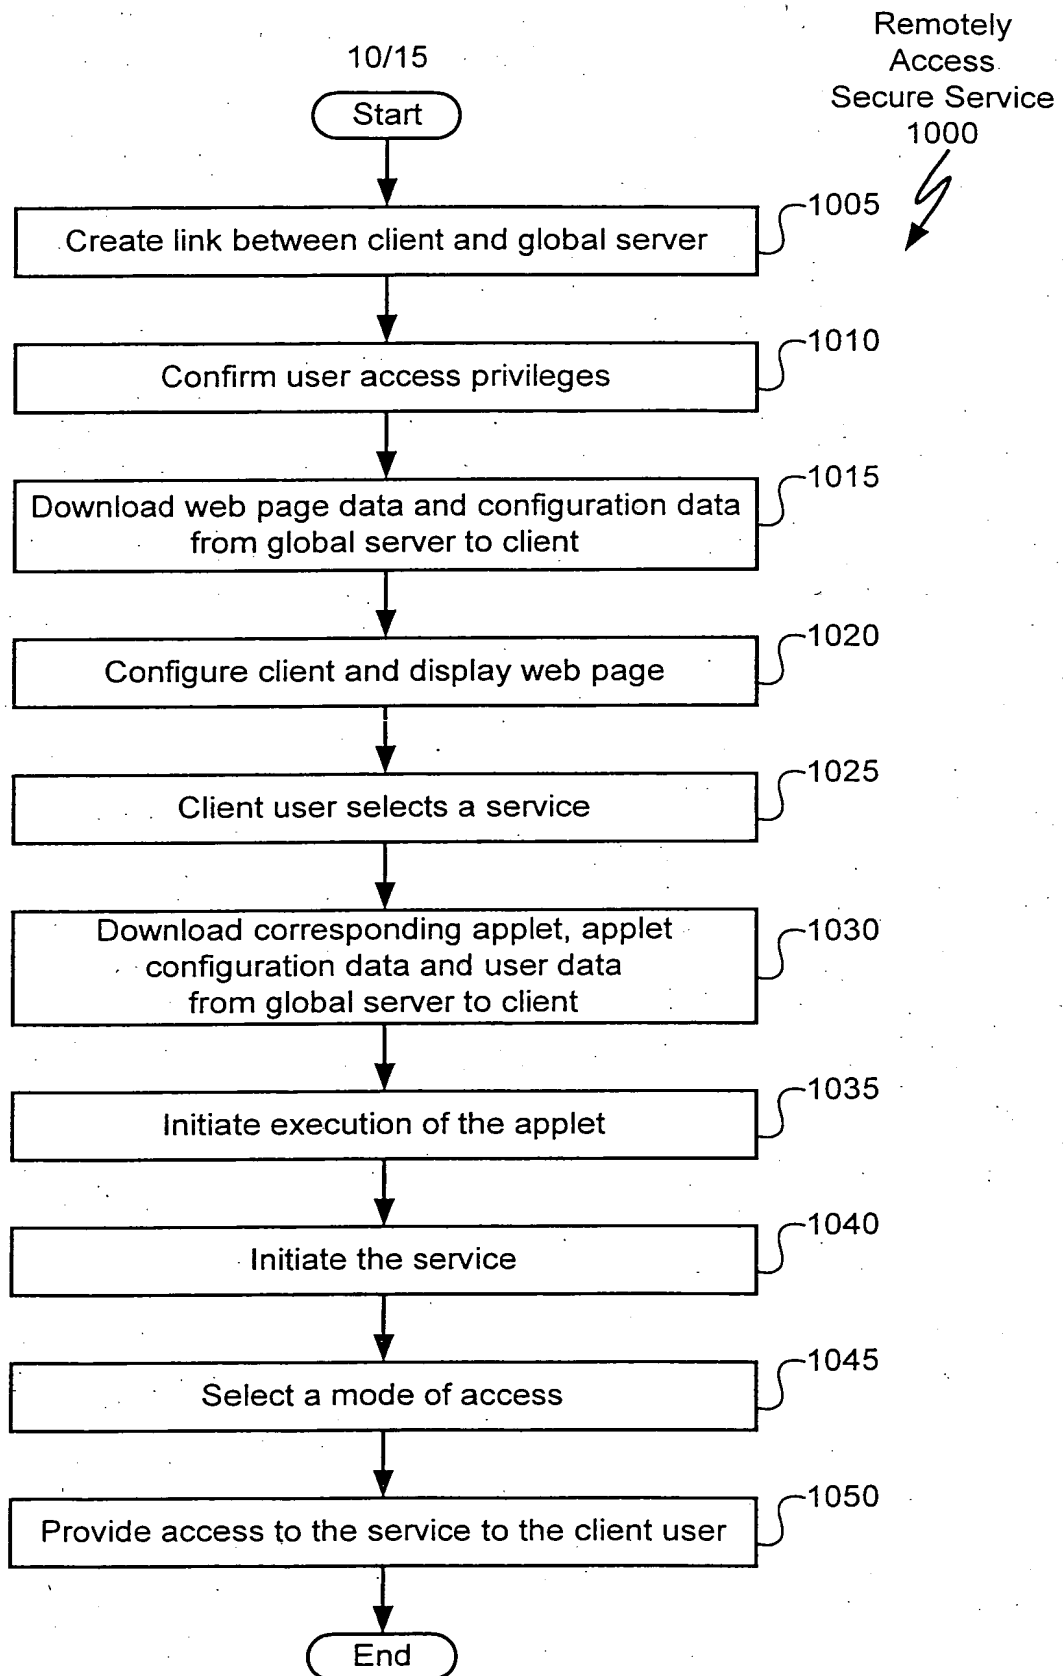 10/15
Remotely
Access
Secure Service
1000
Start
Create link between client and global server
1005
Confirm user access privileges
1010
Download web page data and configuration data
from global server to client
1015
Configure client and display web page
1020
Client user selects a service
1025
Download corresponding applet, applet
configuration data and user data
from global server to client
1030
Initiate execution of the applet
1035
Initiate the service
1040
Select a mode of access
1045
Provide access to the service to the client user
1050
End